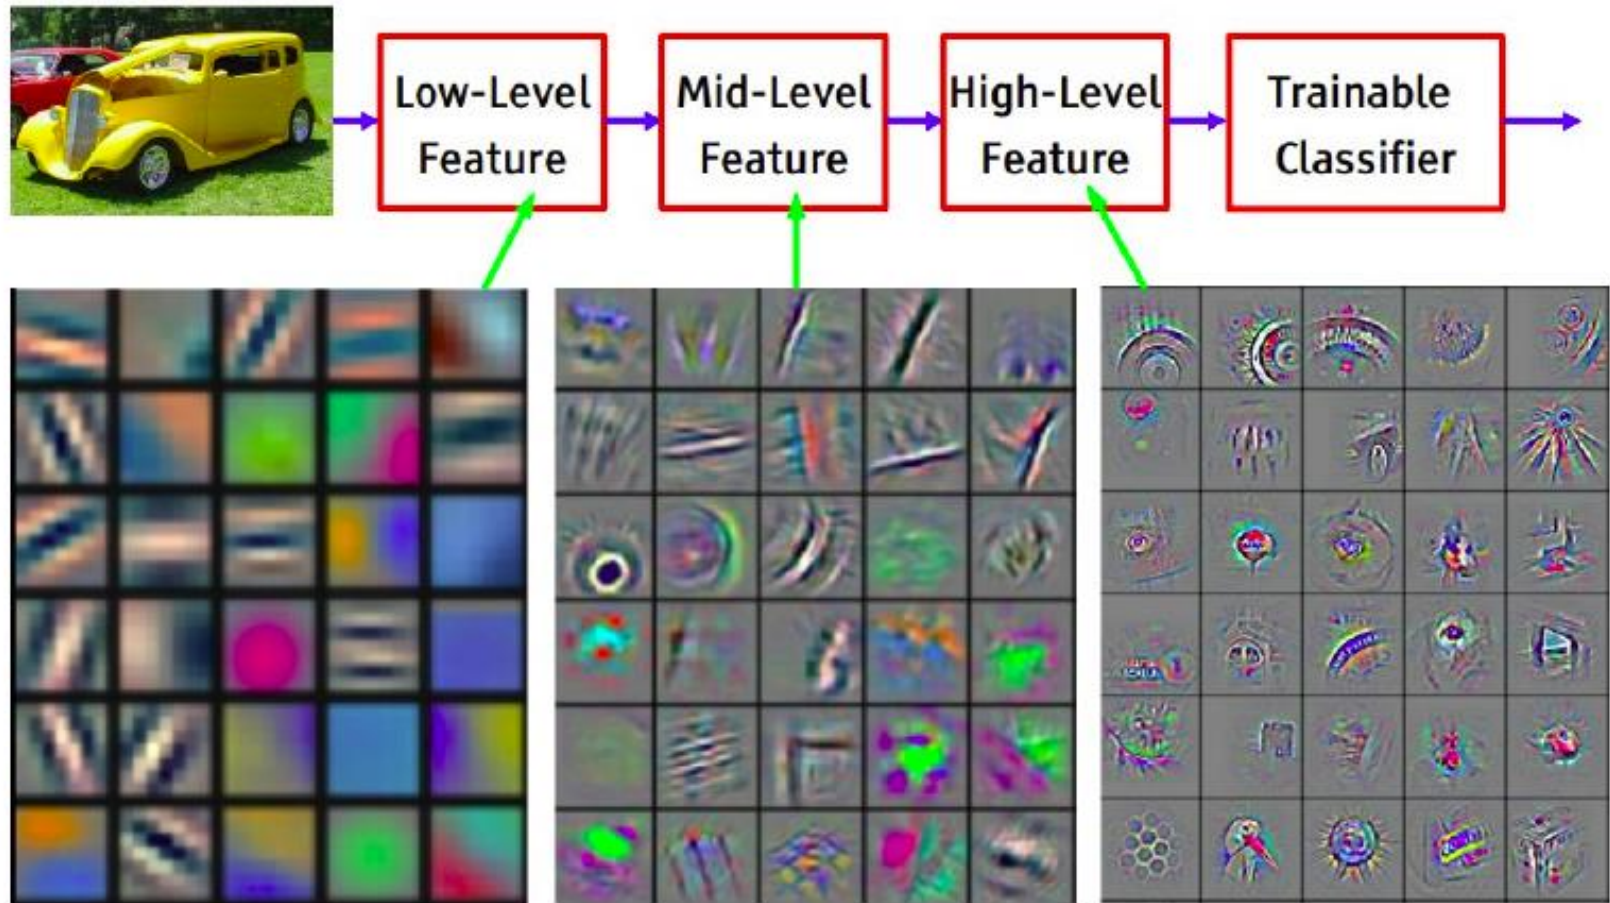 Low-Level
Feature
Mid-Level
Feature
High-Level
Feature
Trainable
Classifier